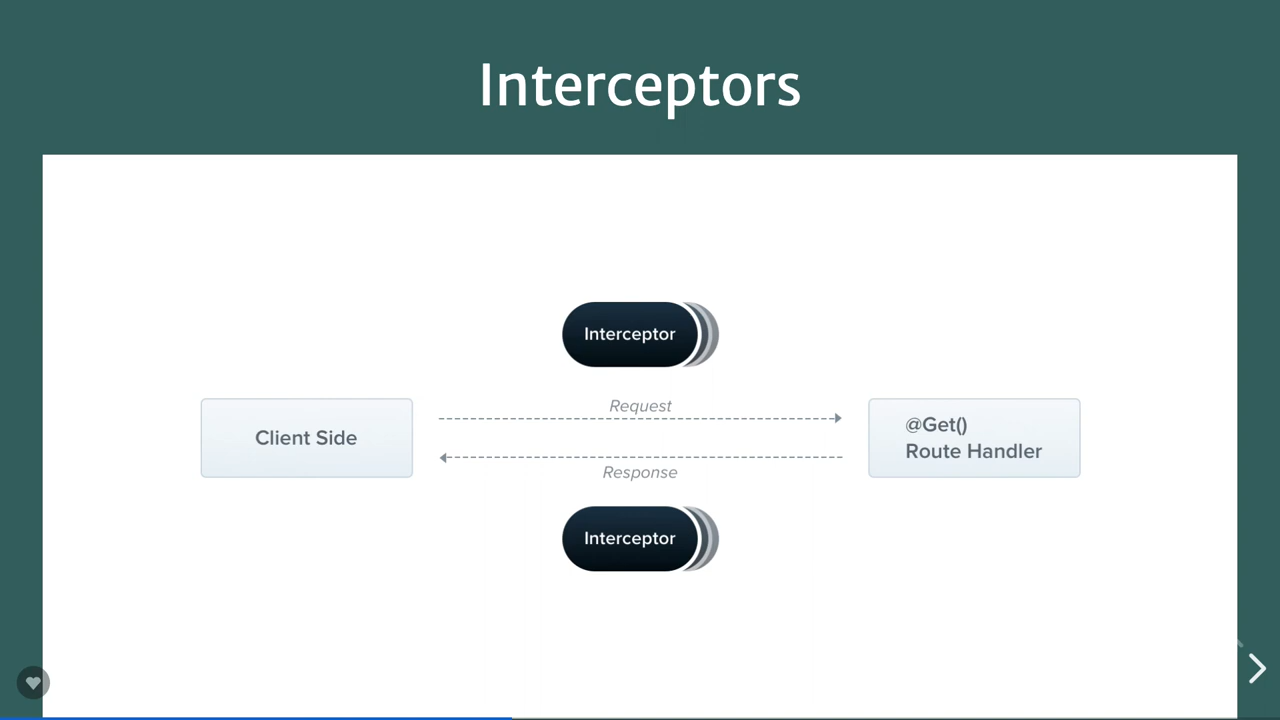 Interceptors
Interceptor
Request
Client Side
@Get()
Route Handler
Response
Interceptor